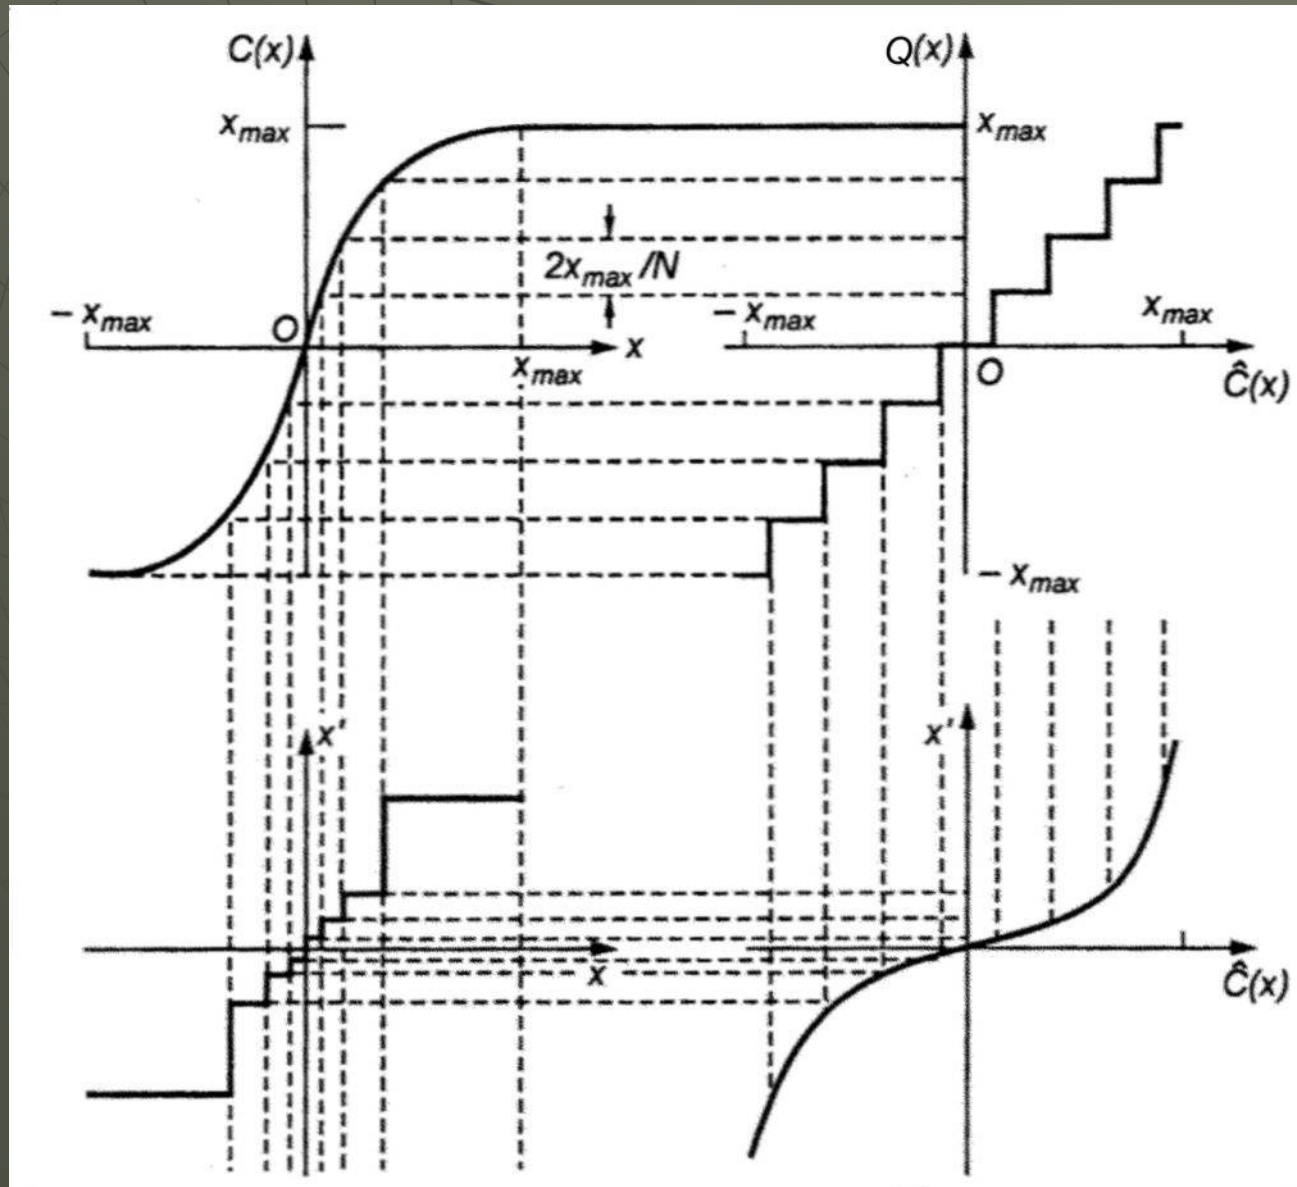 C(x)
Q(x)
x_max
x_max
2x_max/N
– x_max
O
x
x_max
– x_max
x_max
O
Ĉ(x)
– x_max
x'
x'
x
Ĉ(x)